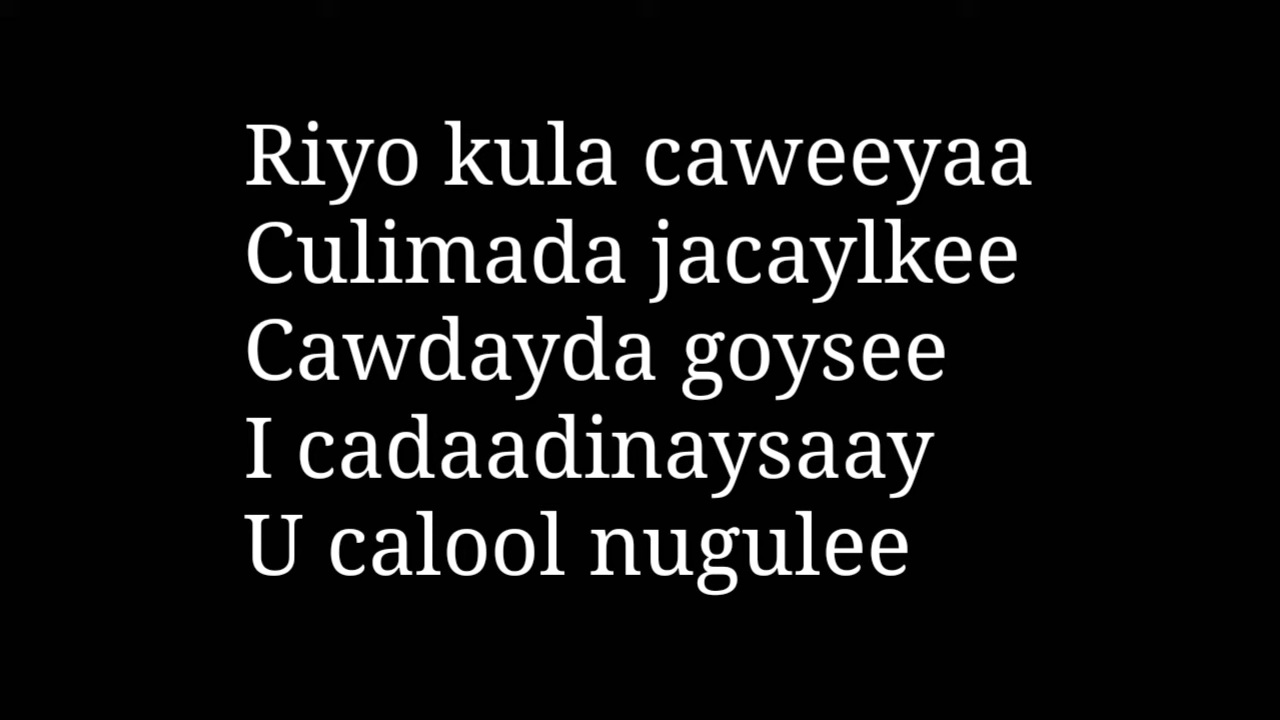 Riyo kula caweeyaa
Culimada jacaylkee
Cawdayda goysee
I cadaadinaysaay
U calool nugulee